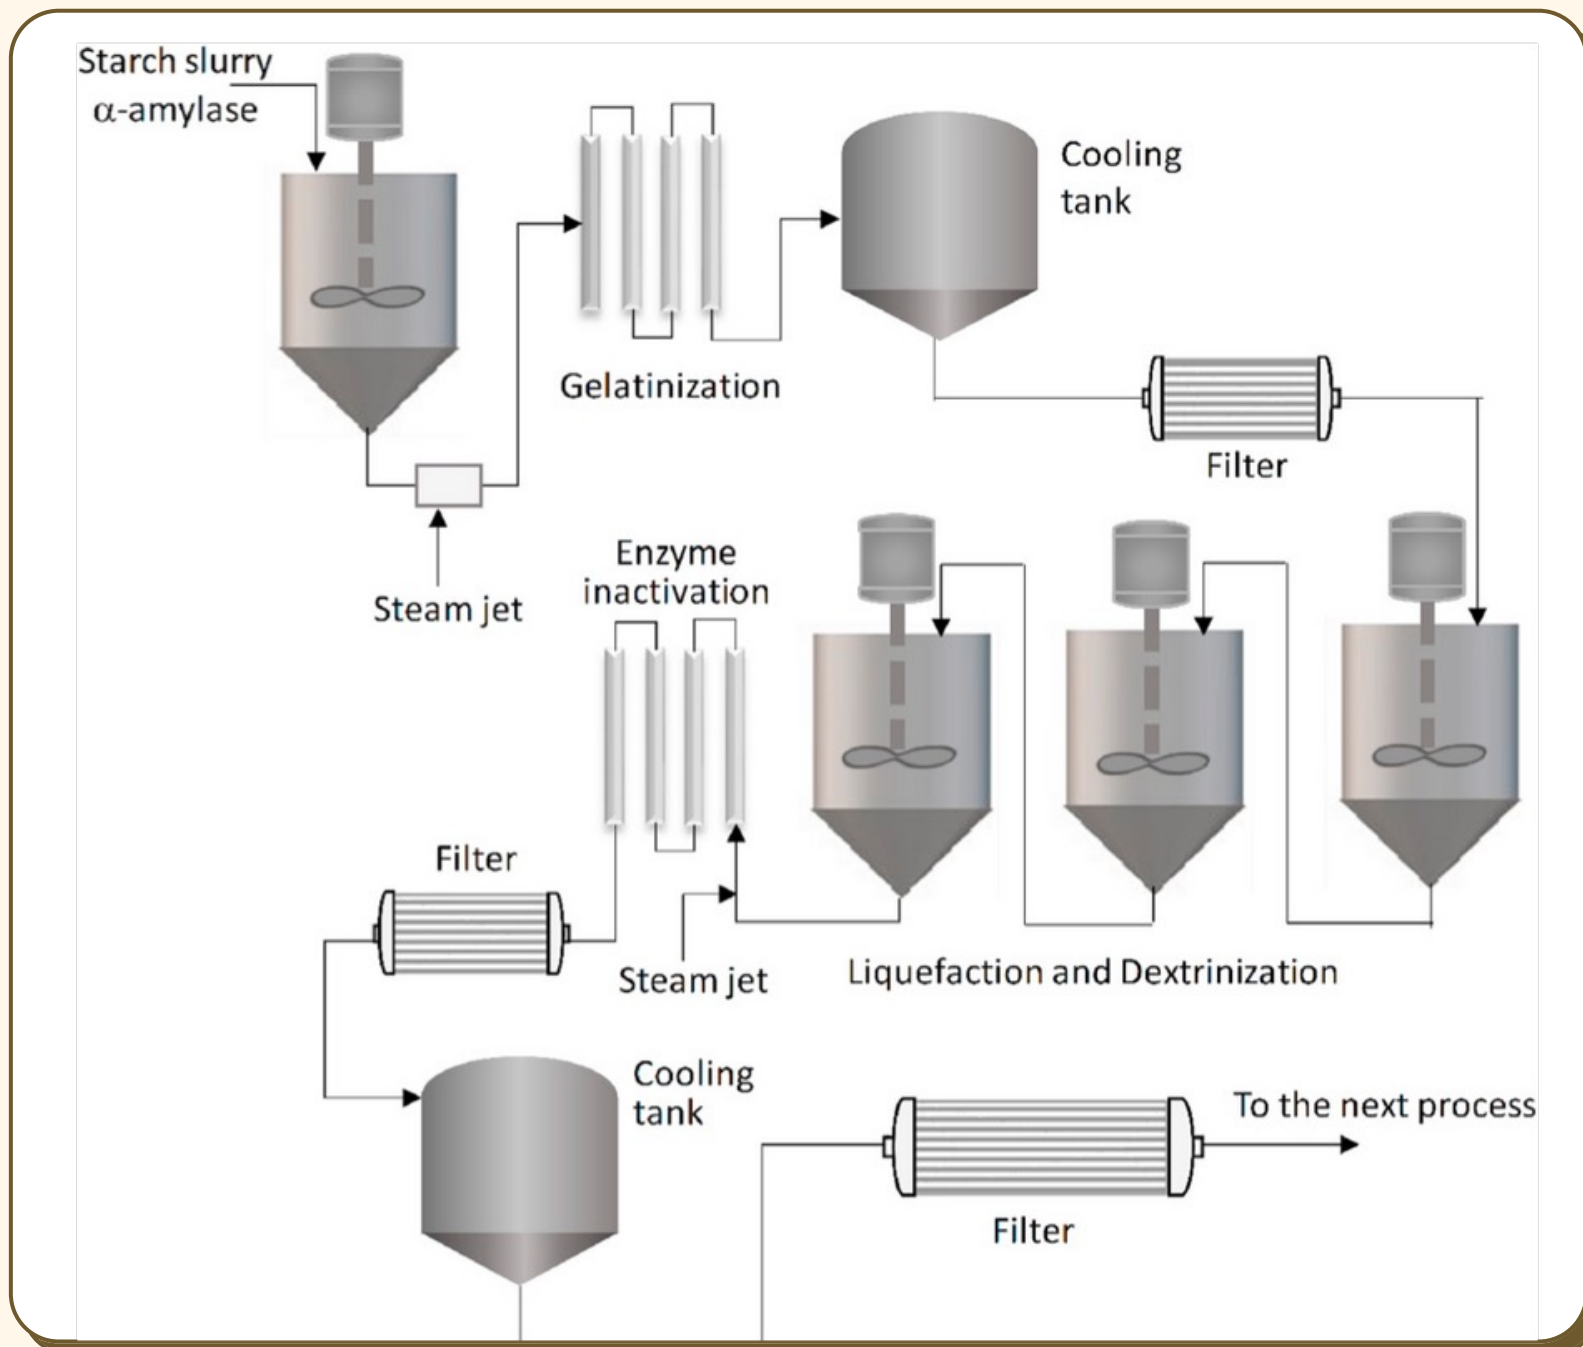 Starch slurry
α-amylase
Cooling
tank
Gelatinization
Filter
Steam jet
Enzyme
inactivation
Filter
Steam jet
Liquefaction and Dextrinization
Cooling
tank
To the next process
Filter